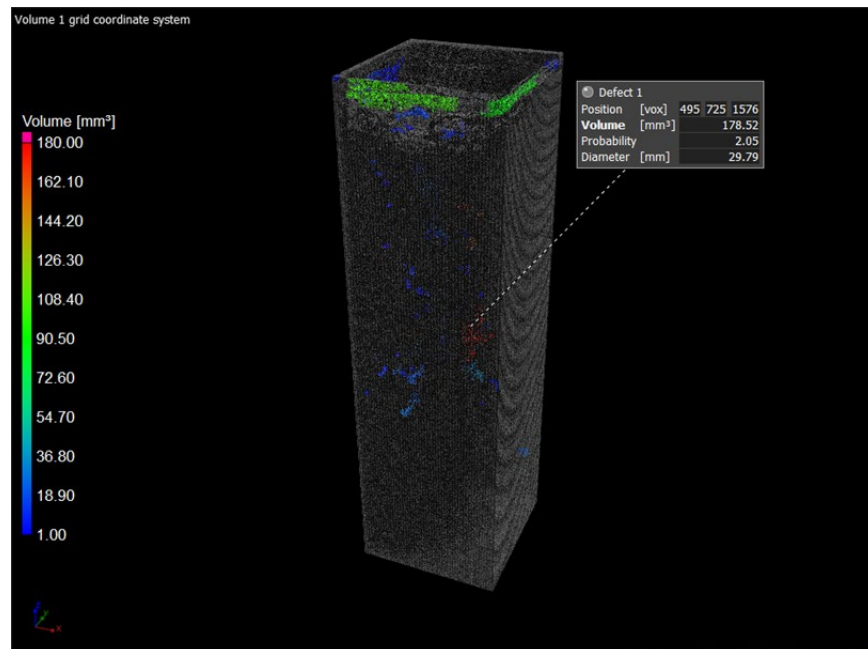 Volume 1 grid coordinate system
Defect 1
Position [vox] 495 725 1576
Volume [mm³] 178.52
Probability 2.05
Diameter [mm] 29.79
Volume [mm³]
180.00
162.10
144.20
126.30
108.40
90.50
72.60
54.70
36.80
18.90
1.00